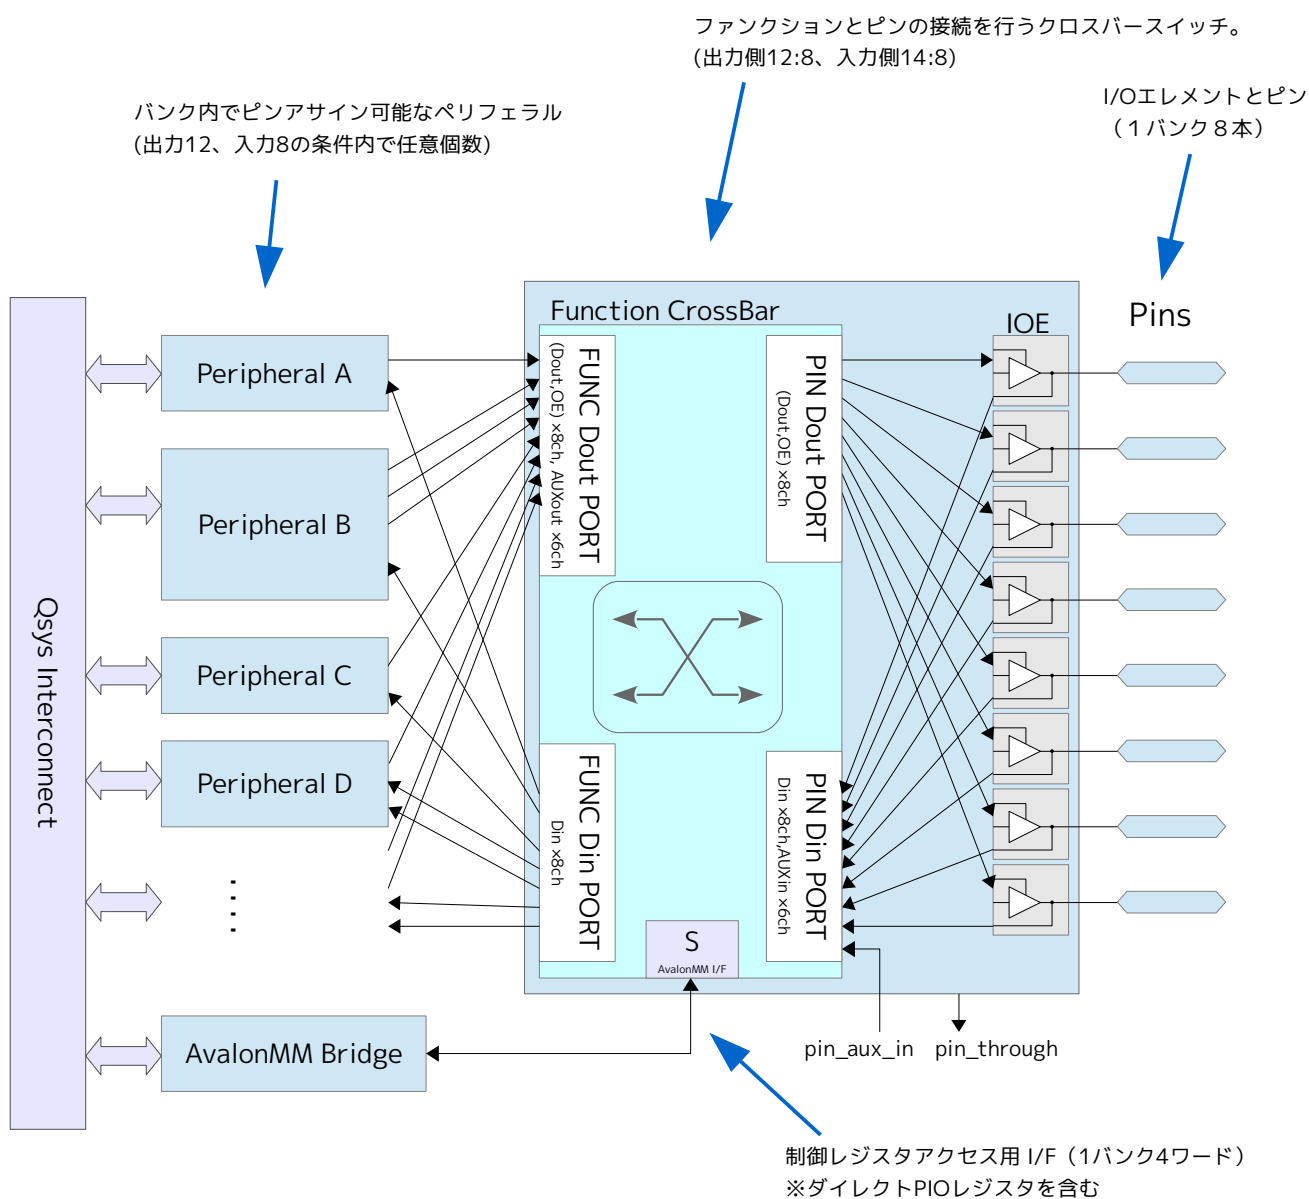 ファンクションとピンの接続を行うクロスバースイッチ。
(出力側12:8、入力側14:8)
I/Oエレメントとピン
（１バンク８本）
バンク内でピンアサイン可能なペリフェラル
(出力12、入力8の条件内で任意個数)
Qsys Interconnect
Peripheral A
Peripheral B
Peripheral C
Peripheral D
AvalonMM Bridge
Function CrossBar
FUNC Dout PORT
(Dout,OE) ×8ch, AUXout ×6ch
PIN Dout PORT
(Dout,OE) ×8ch
FUNC Din PORT
Din ×8ch
PIN Din PORT
Din ×8ch,AUXin ×6ch
S
AvalonMM I/F
IOE
Pins
pin_aux_in
pin_through
制御レジスタアクセス用 I/F（1バンク4ワード）
※ダイレクトPIOレジスタを含む